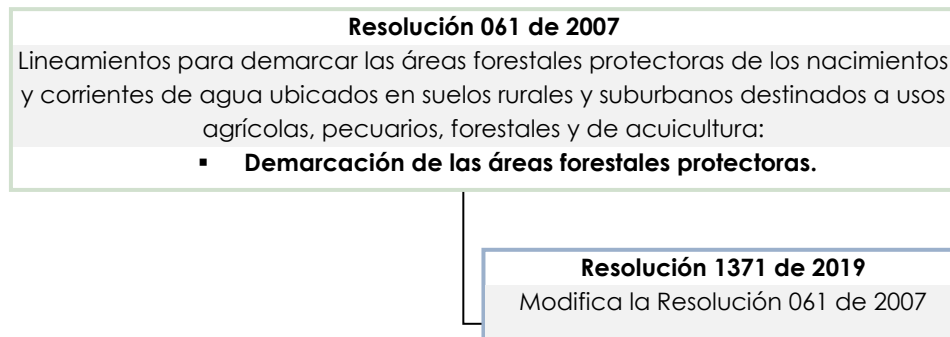 Resolución 061 de 2007
Lineamientos para demarcar las áreas forestales protectoras de los nacimientos
y corrientes de agua ubicados en suelos rurales y suburbanos destinados a usos
agrícolas, pecuarios, forestales y de acuicultura:
▪ Demarcación de las áreas forestales protectoras.
Resolución 1371 de 2019
Modifica la Resolución 061 de 2007